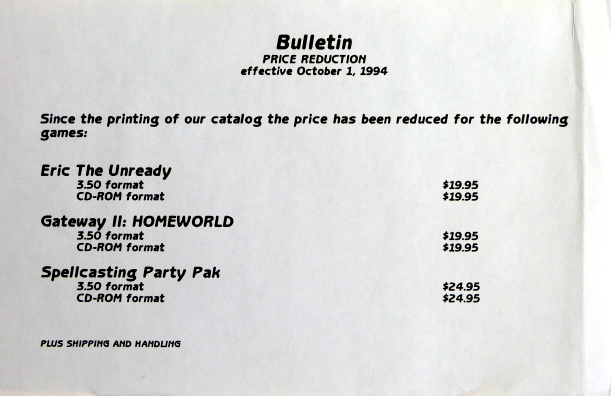 Bulletin
PRICE REDUCTION
effective October 1, 1994
Since the printing of our catalog the price has been reduced for the following
games:
Eric The Unready
3.50 format $19.95
CD-ROM format $19.95
Gateway II: HOMEWORLD
3.50 format $19.95
CD-ROM format $19.95
Spellcasting Party Pak
3.50 format $24.95
CD-ROM format $24.95
PLUS SHIPPING AND HANDLING